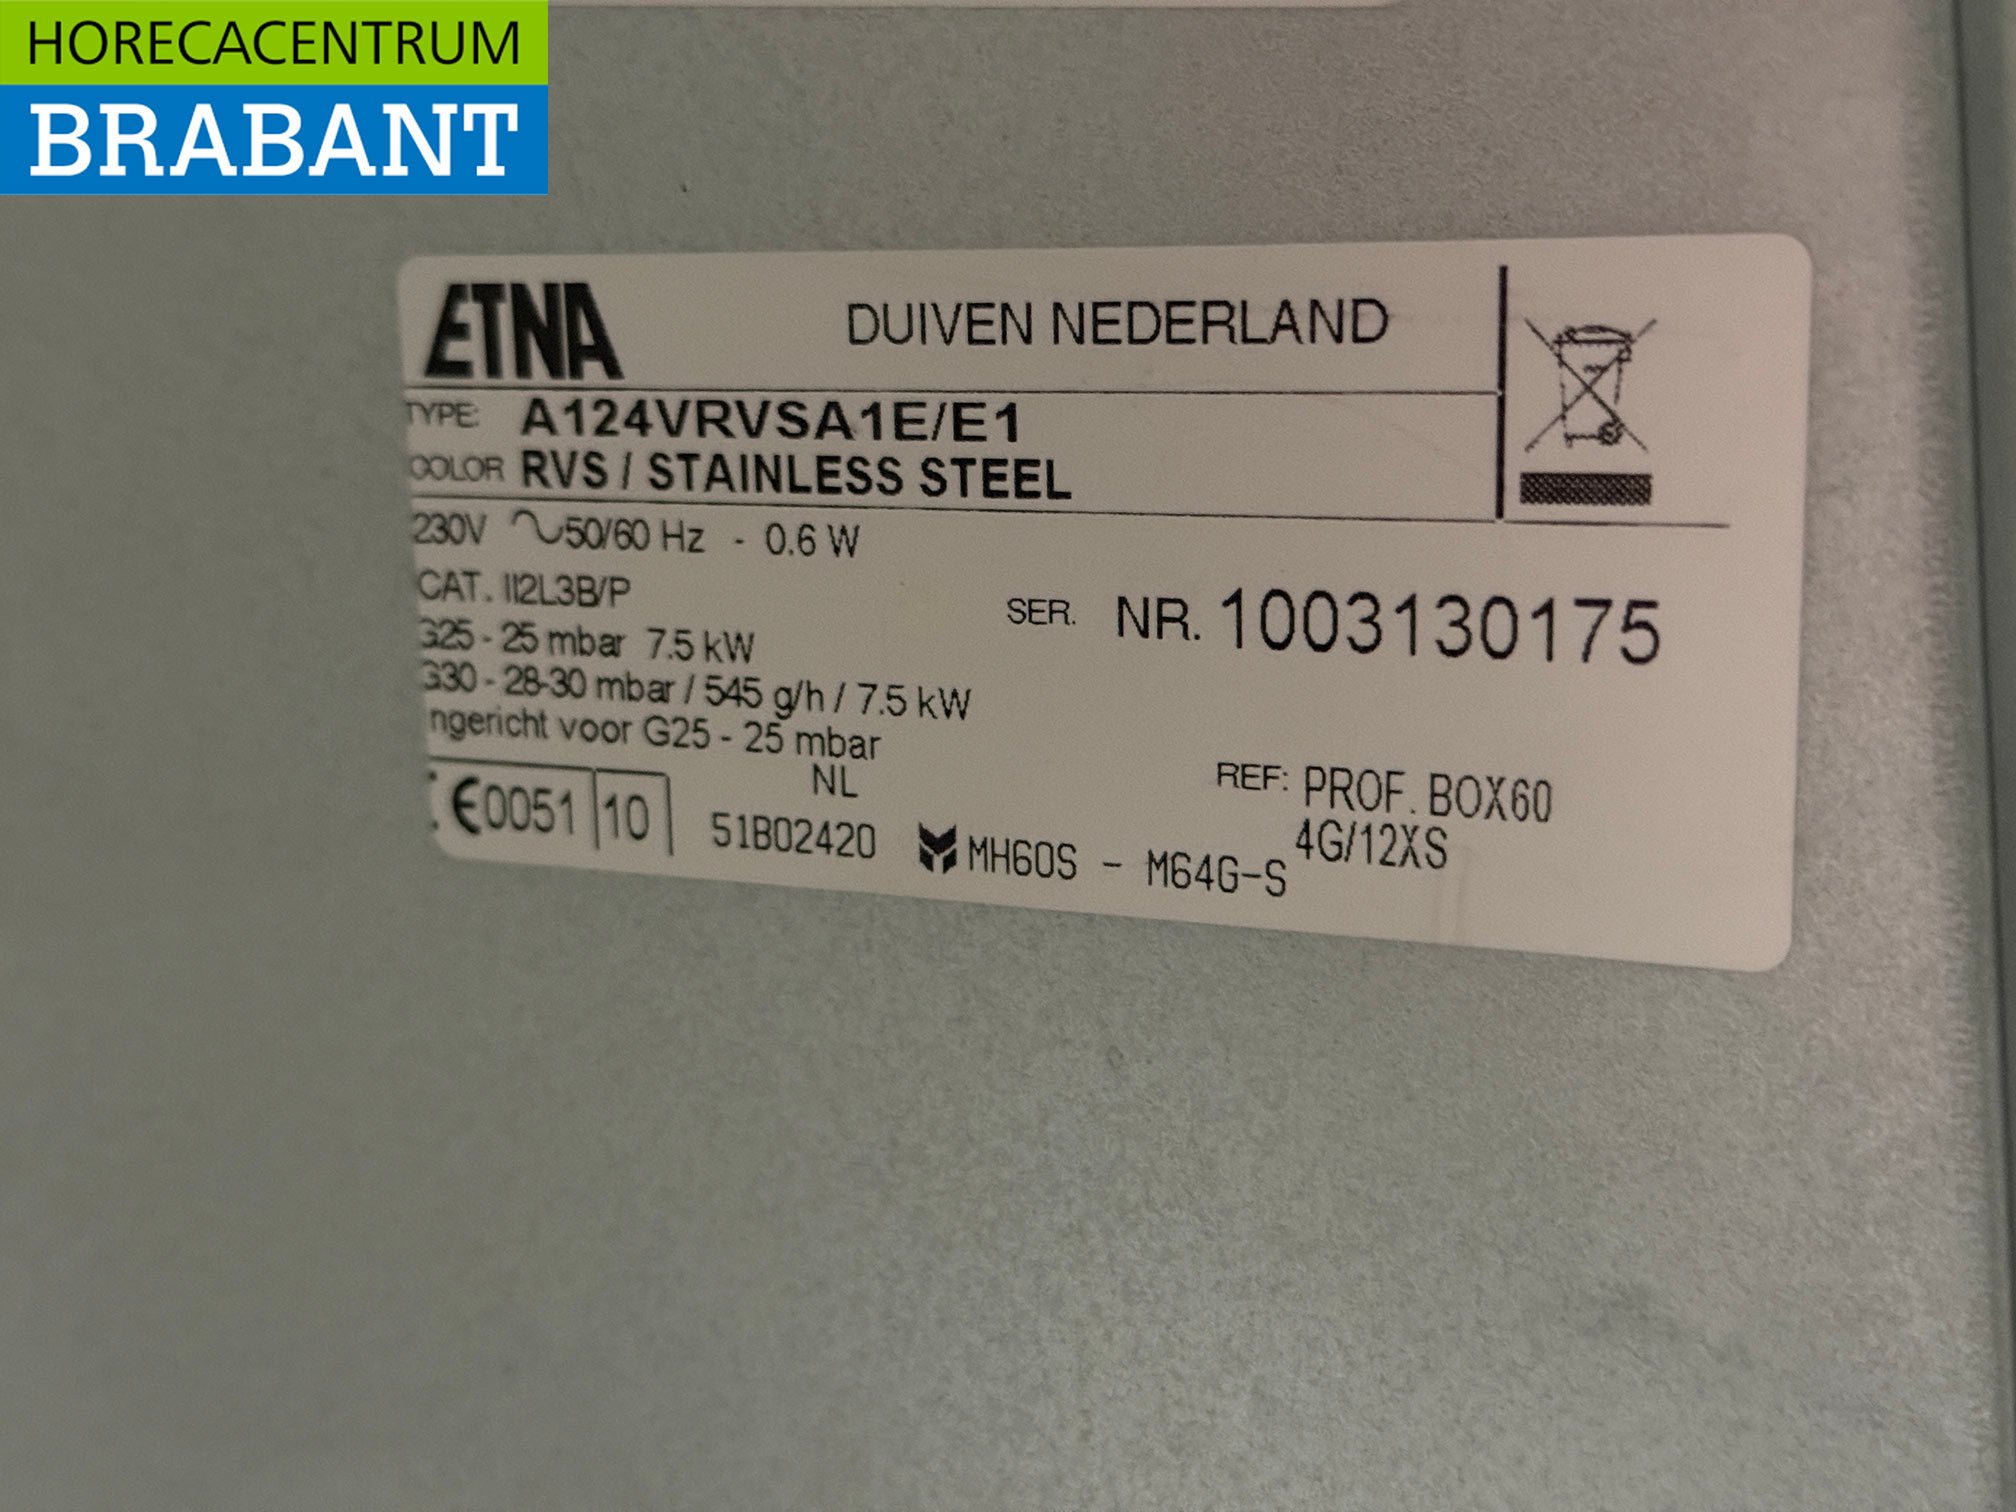 HORECACENTRUM
BRABANT
ETNA DUIVEN NEDERLAND
TYPE: A124VRVSA1E/E1
COLOR RVS / STAINLESS STEEL
230V ~50/60 Hz - 0.6 W
CAT. II2L3B/P
SER. NR. 1003130175
G25 - 25 mbar 7.5 kW
G30 - 28-30 mbar / 545 g/h / 7.5 kW
ngericht voor G25 - 25 mbar
NL
REF: PROF. BOX60
4G/12XS
CE0051 10 51B02420 MH60S - M64G-S